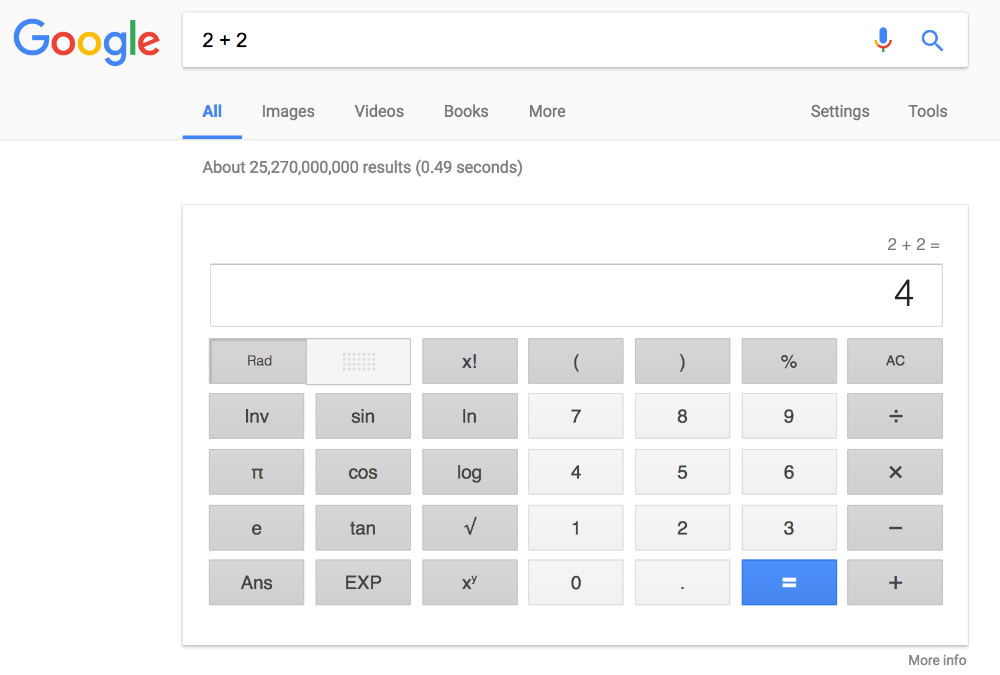 Google
2 + 2
All Images Videos Books More Settings Tools
About 25,270,000,000 results (0.49 seconds)
2 + 2 =
4
Rad x! ( ) % AC
Inv sin ln 7 8 9 ÷
π cos log 4 5 6 ×
e tan √ 1 2 3 −
Ans EXP xʸ 0 . = +
More info